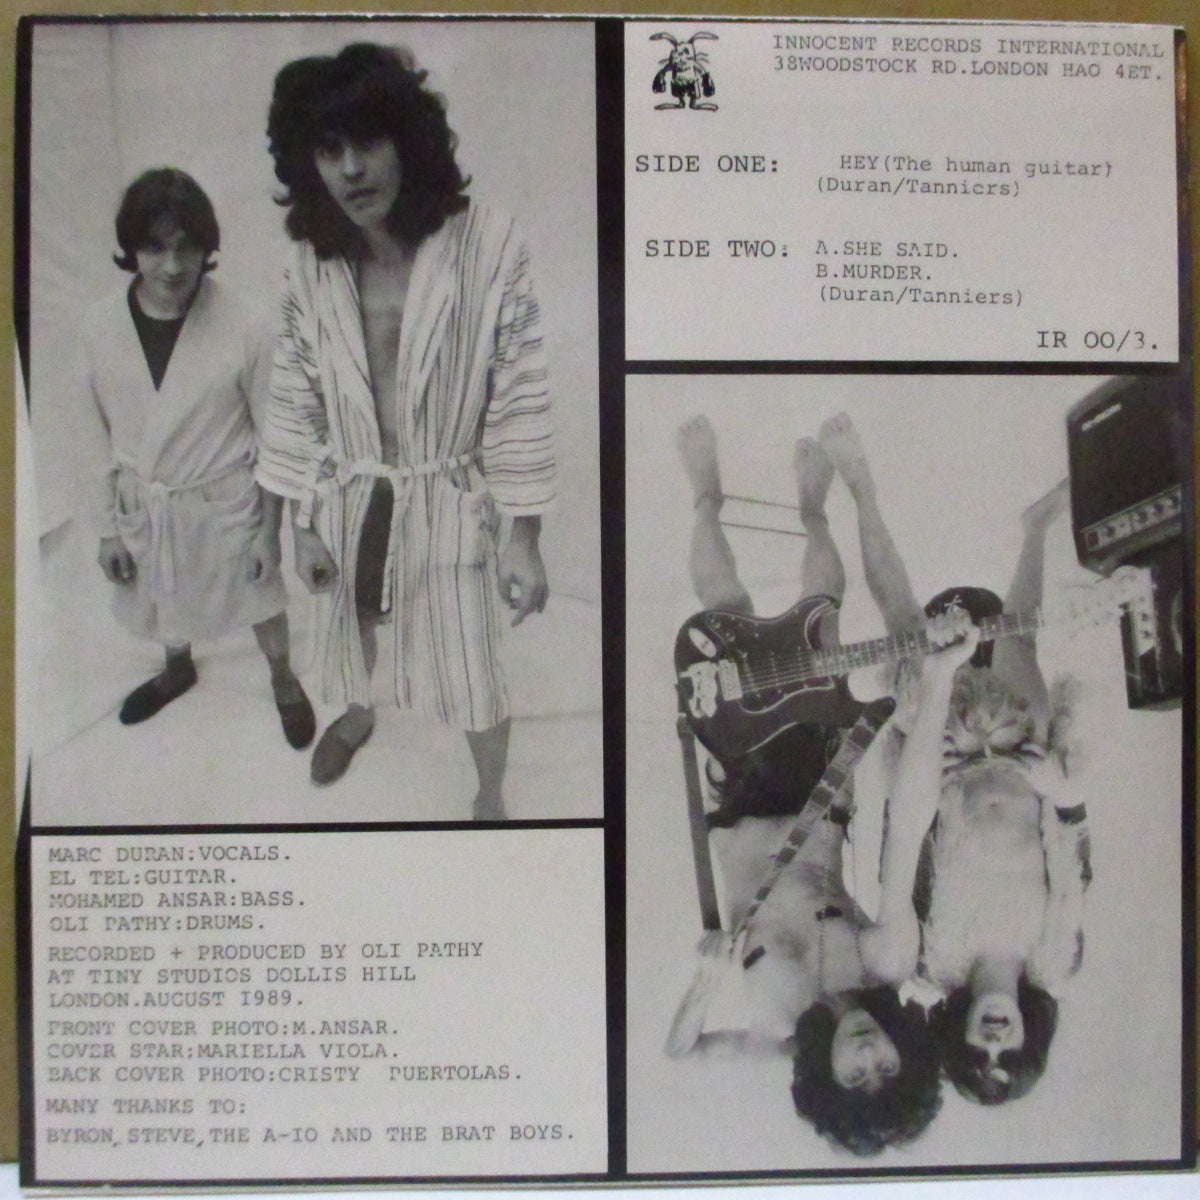 INNOCENT RECORDS INTERNATIONAL
38WOODSTOCK RD.LONDON HAO 4ET.
SIDE ONE: HEY(The human guitar)
(Duran/Tanniers)
SIDE TWO: A.SHE SAID.
B.MURDER.
(Duran/Tanniers)
IR OO/3.
MARC DURAN:VOCALS.
EL TEL:GUITAR.
MOHAMED ANSAR:BASS.
OLI PATHY:DRUMS.
RECORDED + PRODUCED BY OLI PATHY
AT TINY STUDIOS DOLLIS HILL
LONDON.AUGUST 1989.
FRONT COVER PHOTO:M.ANSAR.
COVER STAR:MARIELLA VIOLA.
BACK COVER PHOTO:CRISTY PUERTOLAS.
MANY THANKS TO:
BYRON, STEVE, THE A-IO AND THE BRAT BOYS.